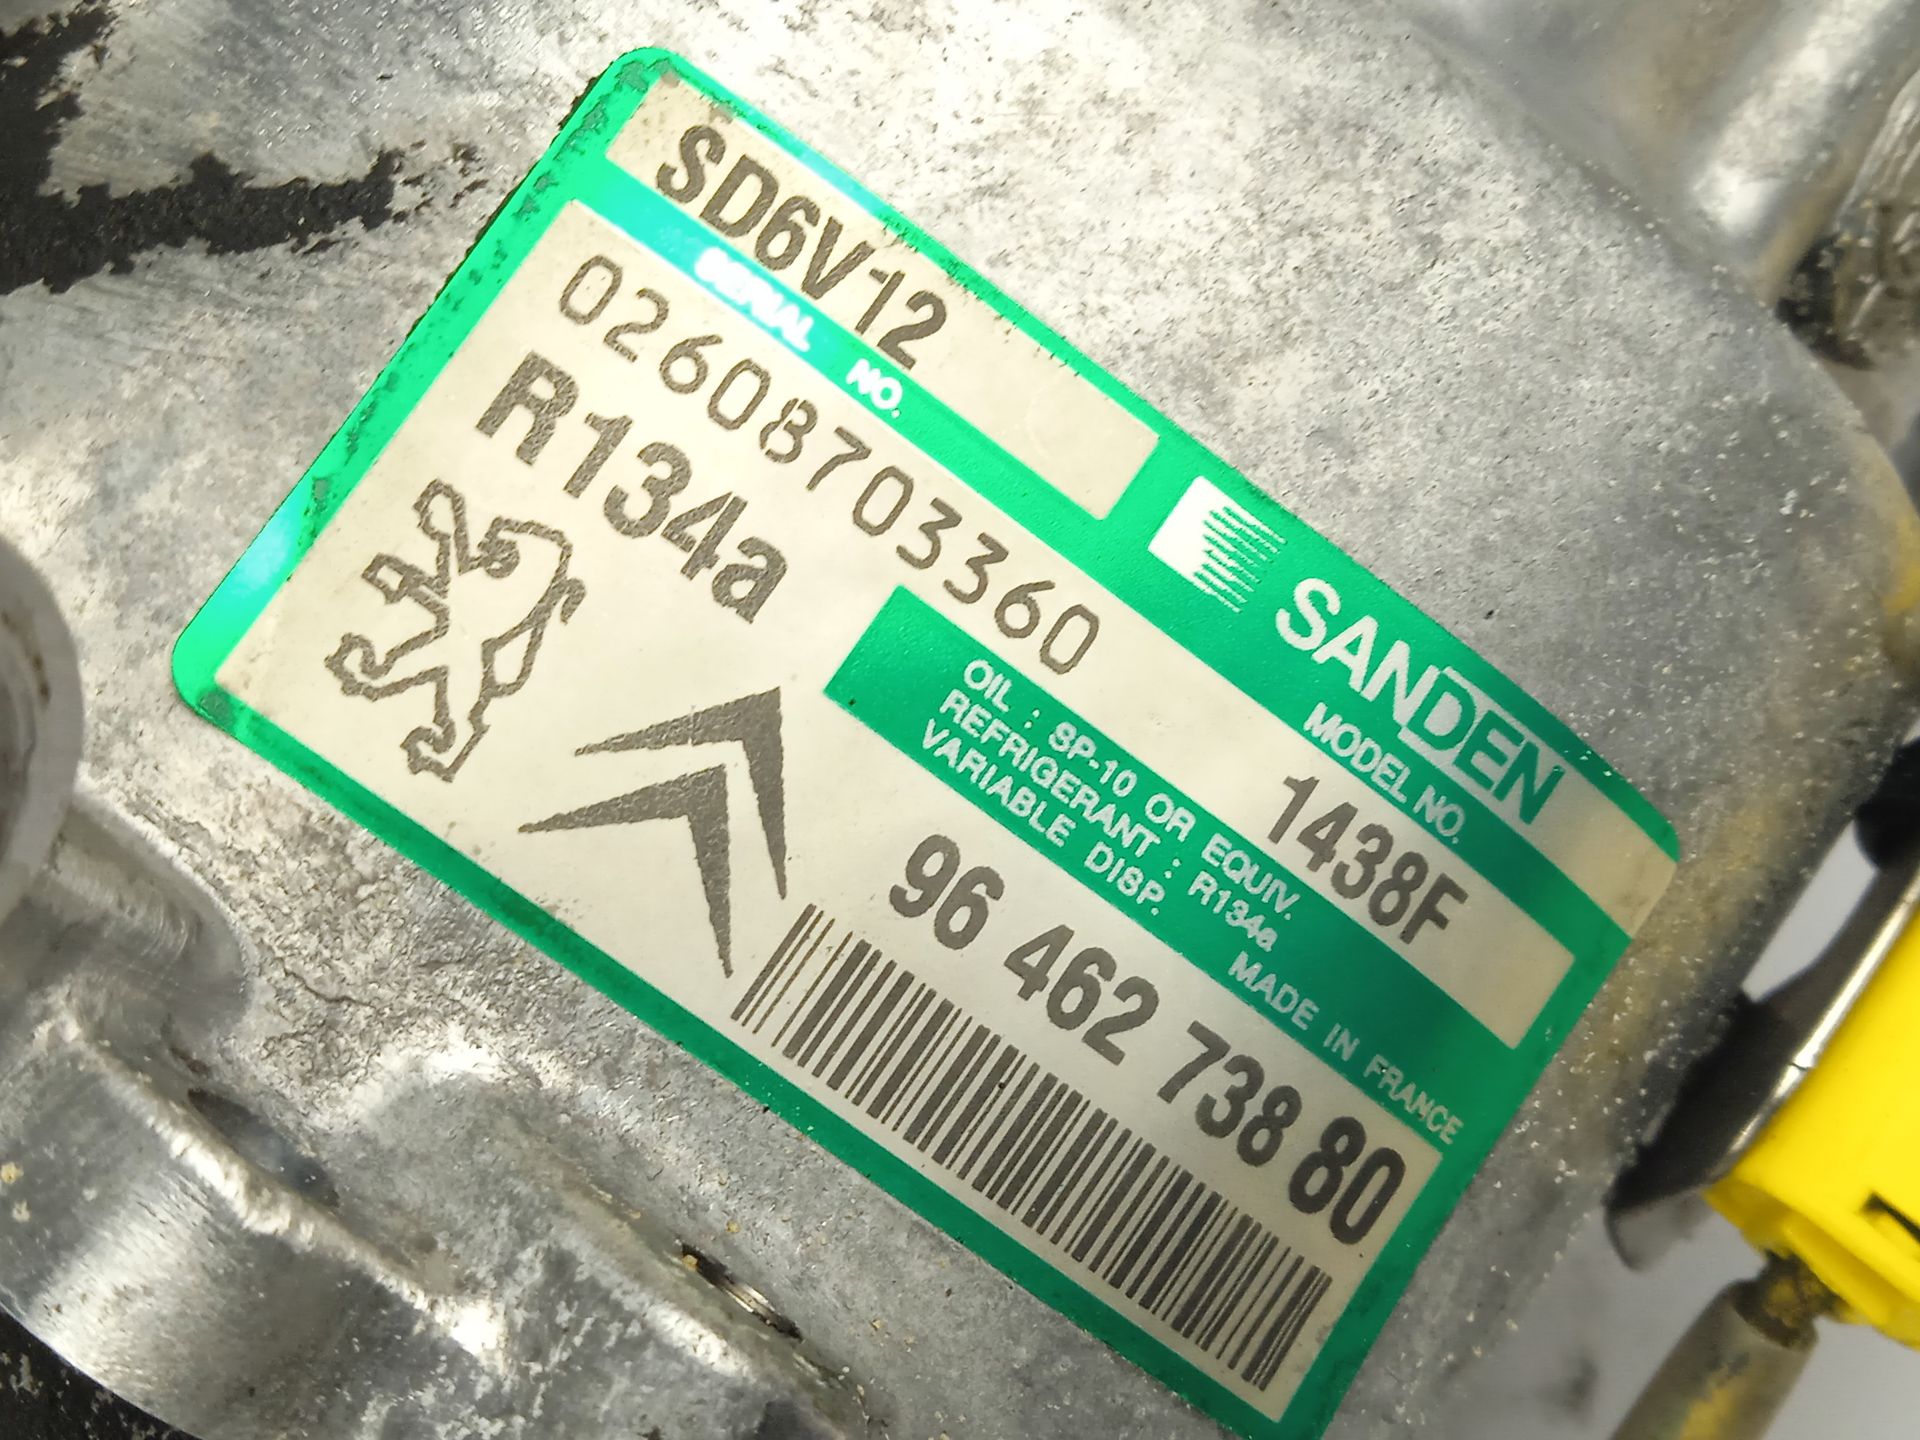 SD6V12
SANDEN
SERIAL NO.
MODEL NO.
02608703360
1438F
R134a
OIL : SP-10 OR EQUIV.
REFRIGERANT : R134a
VARIABLE DISP. MADE IN FRANCE
96 462 738 80